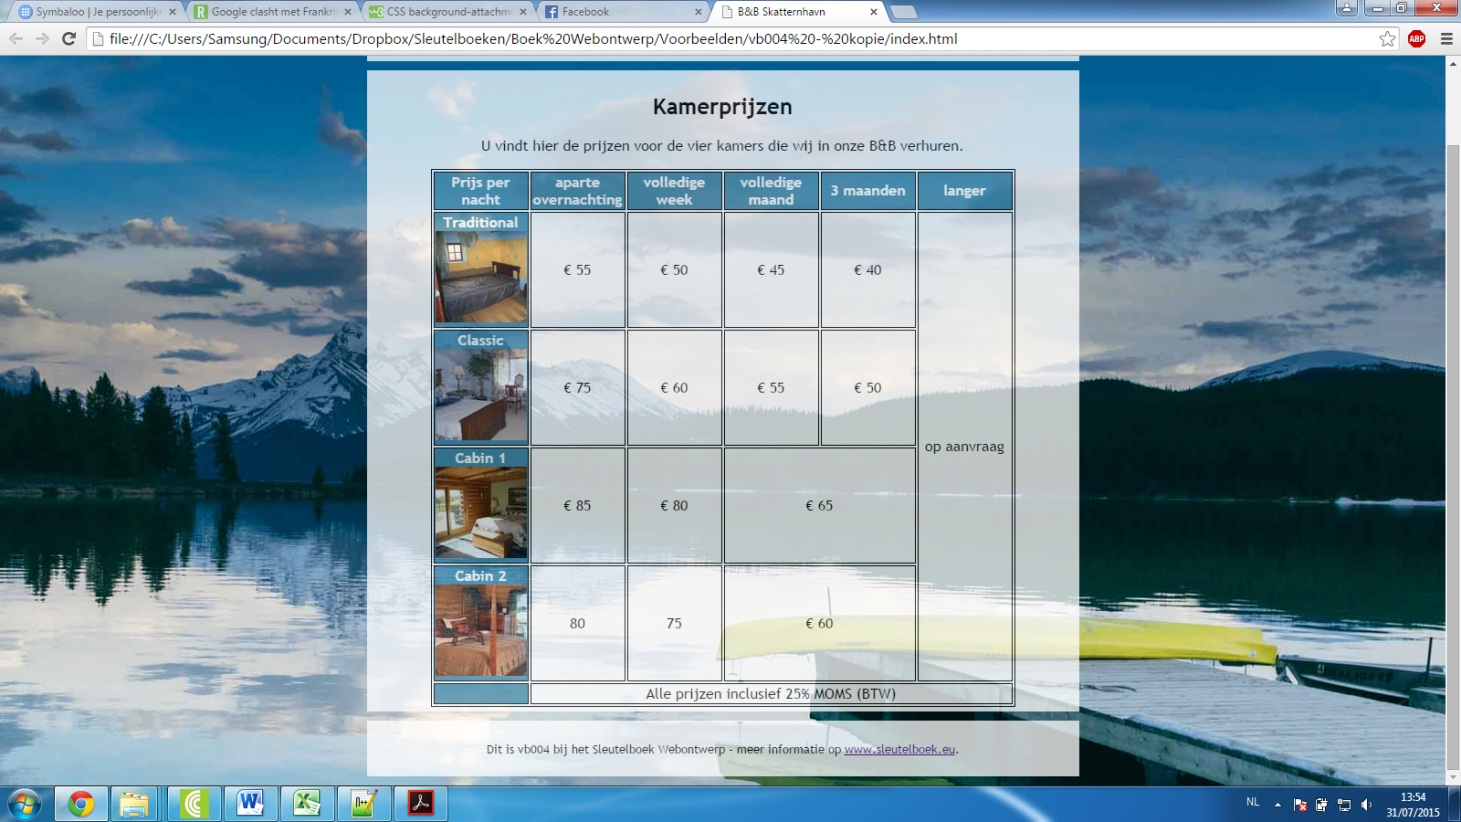 Symbaloo | Je persoonlijk
Google clasht met Frankrij
CSS background-attachm
Facebook
B&B Skatternhavn
file:///C:/Users/Samsung/Documents/Dropbox/Sleutelboeken/Boek%20Webontwerp/Voorbeelden/vb004%20-%20kopie/index.html
ABP
Kamerprijzen
U vindt hier de prijzen voor de vier kamers die wij in onze B&B verhuren.
Prijs per nacht
aparte overnachting
volledige week
volledige maand
3 maanden
langer
Traditional
€ 55
€ 50
€ 45
€ 40
Classic
€ 75
€ 60
€ 55
€ 50
op aanvraag
Cabin 1
€ 85
€ 80
€ 65
Cabin 2
80
75
€ 60
Alle prijzen inclusief 25% MOMS (BTW)
Dit is vb004 bij het Sleutelboek Webontwerp - meer informatie op www.sleutelboek.eu.
NL
13:54
31/07/2015